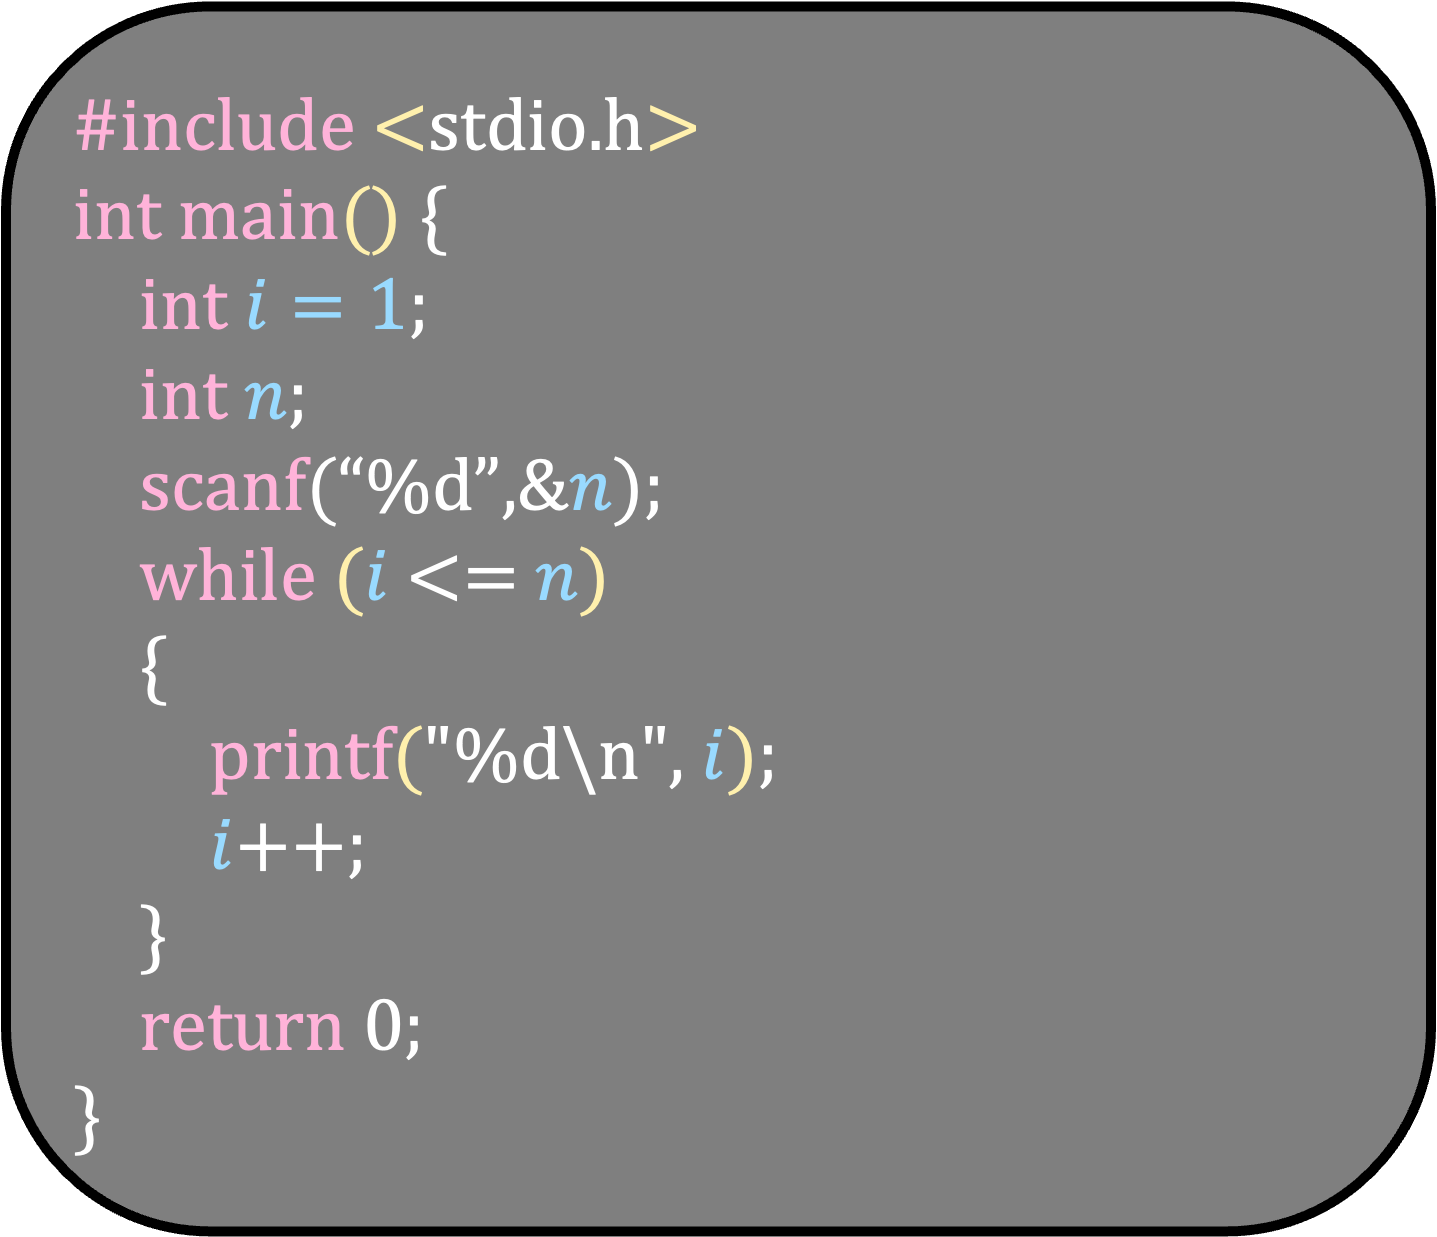 #include <stdio.h>
int main() {
int i = 1;
int n;
scanf(“%d”,&n);
while (i <= n)
{
printf("%d\n", i);
i++;
}
return 0;
}